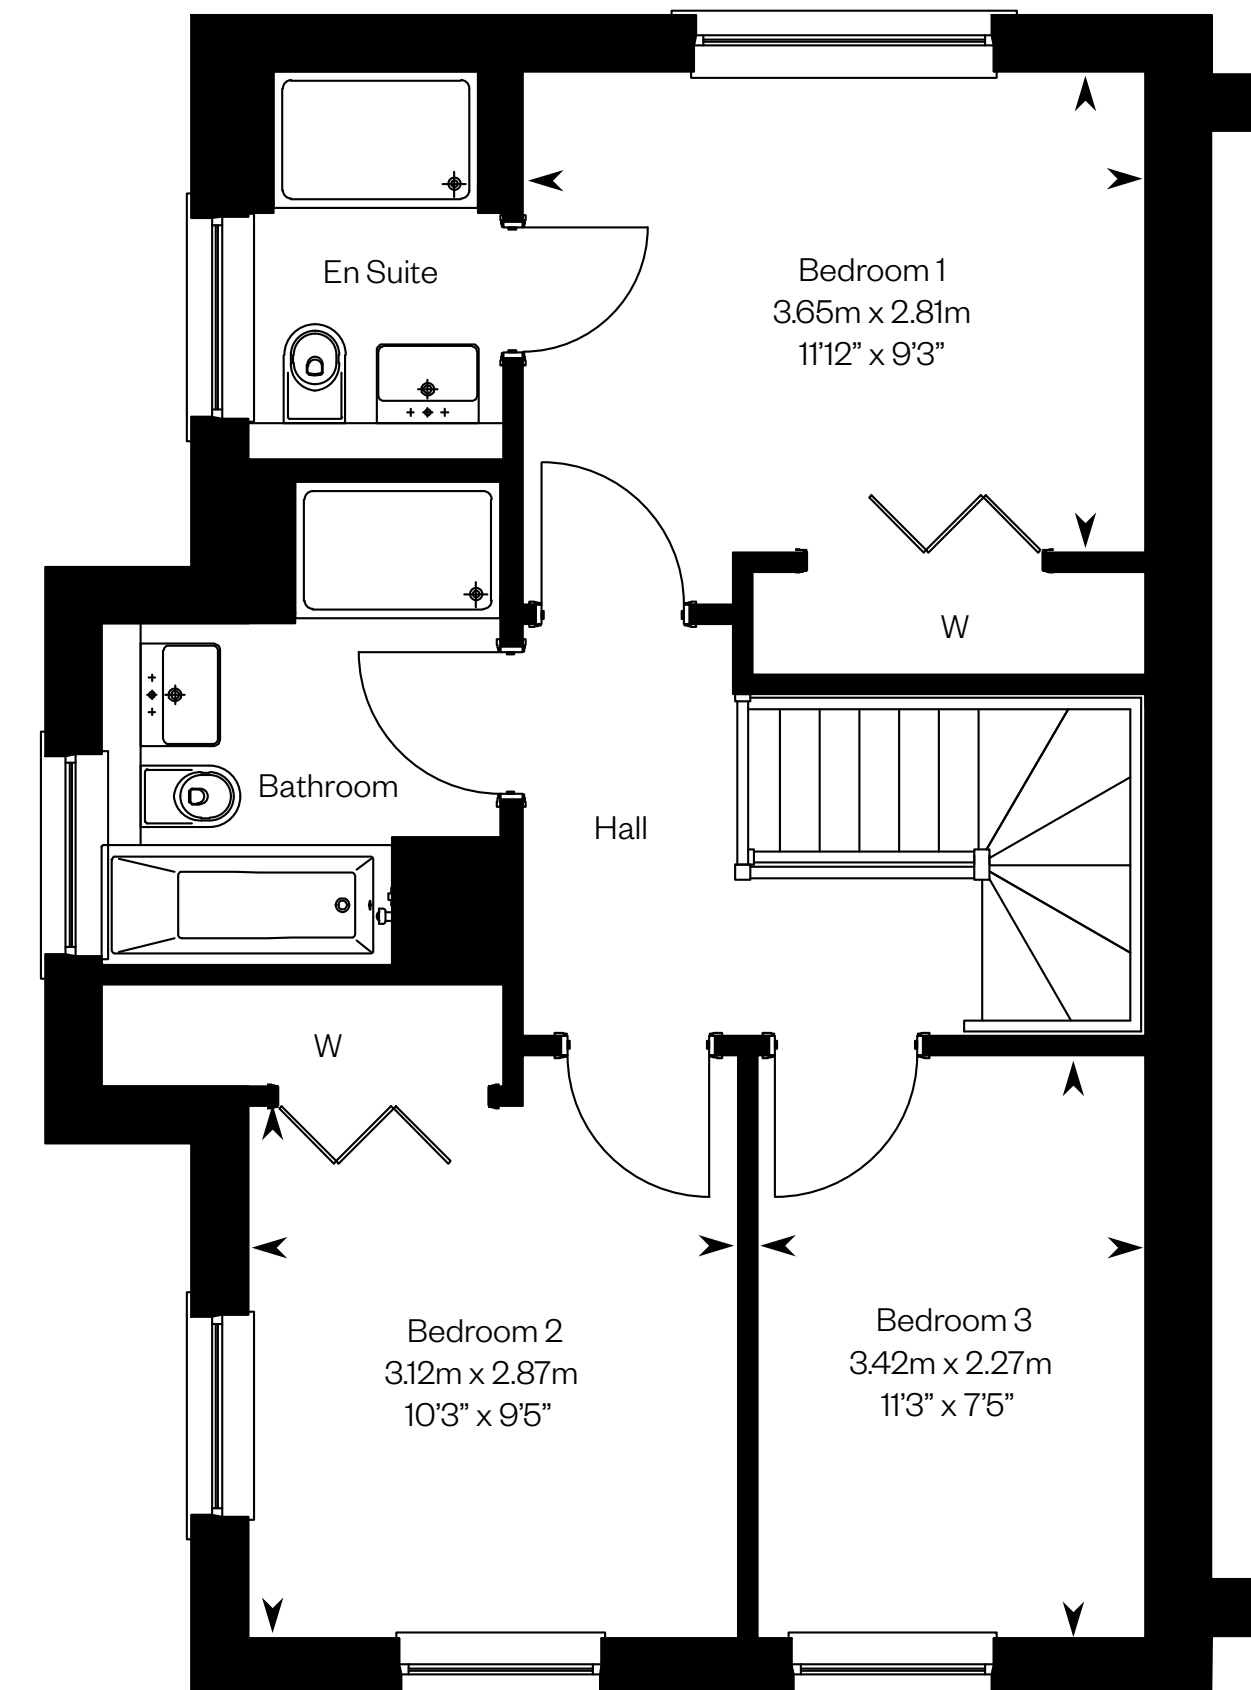 En Suite
Bedroom 1
3.65m x 2.81m
11’12” x 9’3”
W
Bathroom
Hall
W
Bedroom 2
3.12m x 2.87m
10’3” x 9’5”
Bedroom 3
3.42m x 2.27m
11’3” x 7’5”